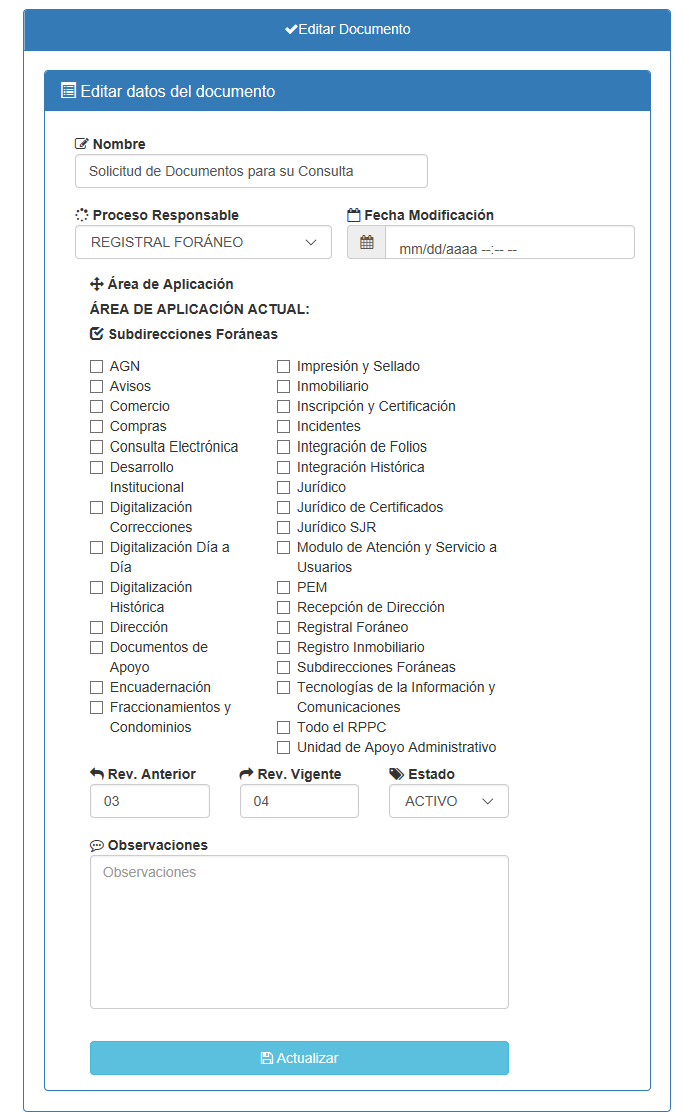 Editar Documento
Editar datos del documento
Nombre
Solicitud de Documentos para su Consulta
Proceso Responsable
Fecha Modificación
REGISTRAL FORÁNEO
mm/dd/aaaa --:-- --
Área de Aplicación
ÁREA DE APLICACIÓN ACTUAL:
Subdirecciones Foráneas
AGN
Avisos
Comercio
Compras
Consulta Electrónica
Desarrollo
Institucional
Digitalización
Correcciones
Digitalización Día a
Día
Digitalización
Histórica
Dirección
Documentos de
Apoyo
Encuadernación
Fraccionamientos y
Condominios
Impresión y Sellado
Inmobiliario
Inscripción y Certificación
Incidentes
Integración de Folios
Integración Histórica
Jurídico
Jurídico de Certificados
Jurídico SJR
Modulo de Atención y Servicio a
Usuarios
PEM
Recepción de Dirección
Registral Foráneo
Registro Inmobiliario
Subdirecciones Foráneas
Tecnologías de la Información y
Comunicaciones
Todo el RPPC
Unidad de Apoyo Administrativo
Rev. Anterior
Rev. Vigente
Estado
03
04
ACTIVO
Observaciones
Observaciones
Actualizar